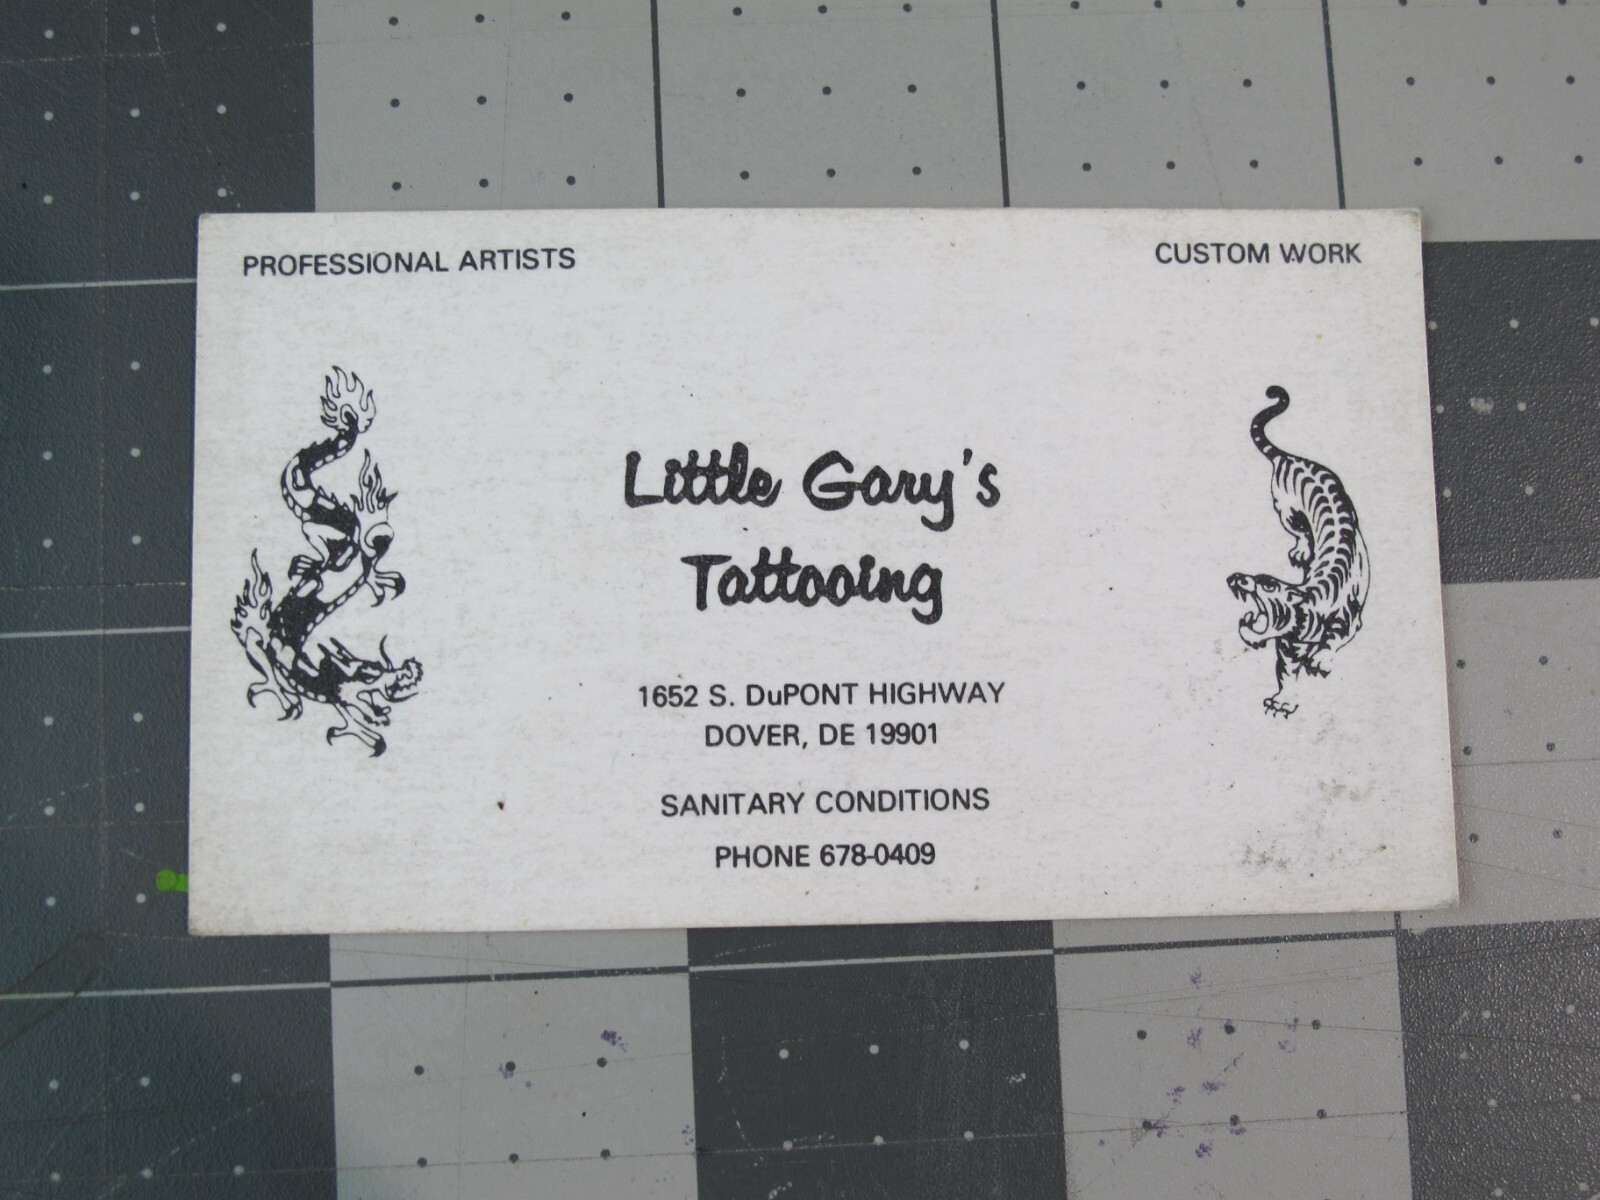 PROFESSIONAL ARTISTS
CUSTOM WORK
Little Gary's
Tattooing
1652 S. DuPONT HIGHWAY
DOVER, DE 19901
SANITARY CONDITIONS
PHONE 678-0409